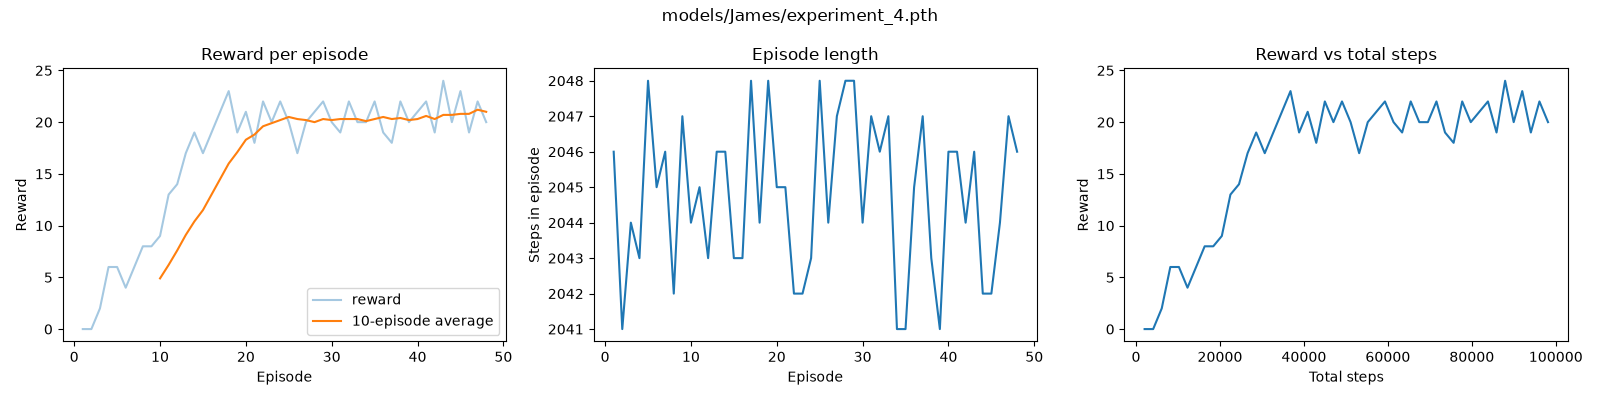 models/James/experiment_4.pth
Reward per episode
25
20
15
10
5
0
Reward
0 10 20 30 40 50
Episode
reward
10-episode average
Episode length
2048
2047
2046
2045
2044
2043
2042
2041
Steps in episode
0 10 20 30 40 50
Episode
Reward vs total steps
25
20
15
10
5
0
Reward
0 20000 40000 60000 80000 100000
Total steps